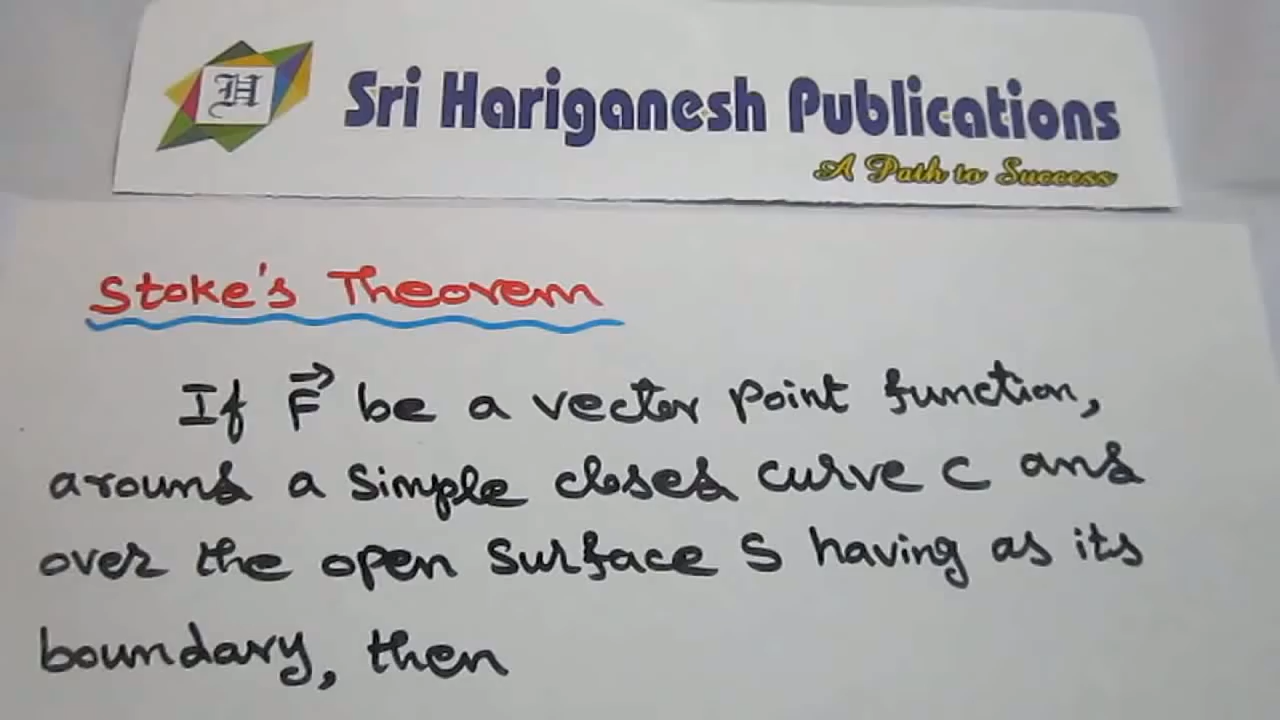 H
Sri Hariganesh Publications
A Path to Success
Stoke's Theorem
If F⃗ be a vector point function,
around a simple closed curve C and
over the open surface S having as its
boundary, then